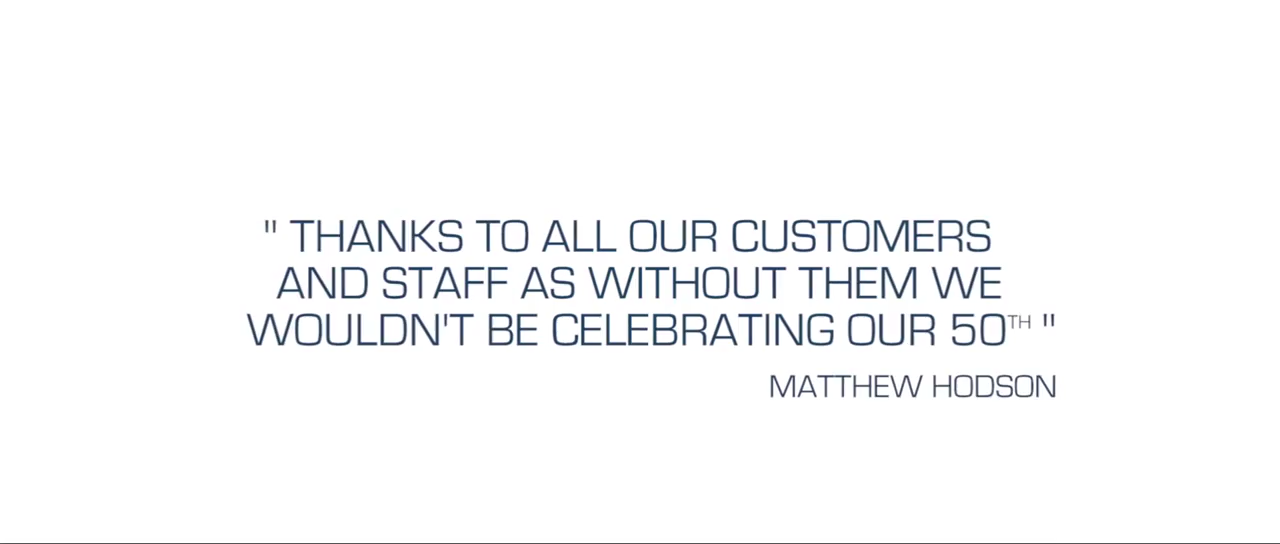 " THANKS TO ALL OUR CUSTOMERS
AND STAFF AS WITHOUT THEM WE
WOULDN'T BE CELEBRATING OUR 50TH "
MATTHEW HODSON